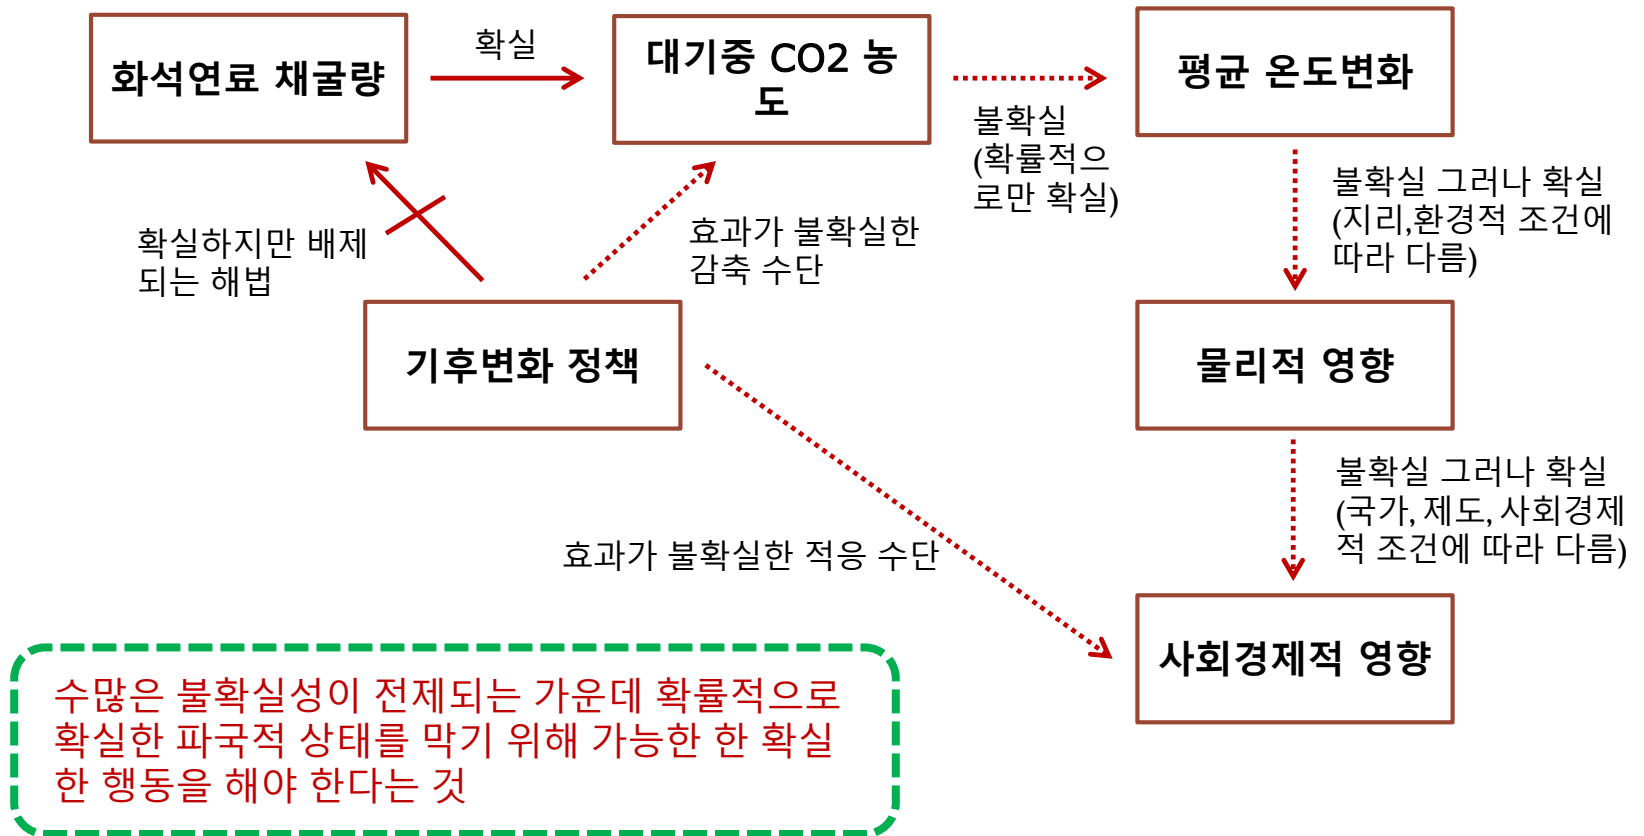 화석연료 채굴량
확실
대기중 CO2 농
도
평균 온도변화
불확실
(확률적으
로만 확실)
불확실 그러나 확실
(지리,환경적 조건에
따라 다름)
확실하지만 배제
되는 해법
효과가 불확실한
감축 수단
기후변화 정책
물리적 영향
불확실 그러나 확실
(국가, 제도, 사회경제
적 조건에 따라 다름)
효과가 불확실한 적응 수단
사회경제적 영향
수많은 불확실성이 전제되는 가운데 확률적으로
확실한 파국적 상태를 막기 위해 가능한 한 확실
한 행동을 해야 한다는 것